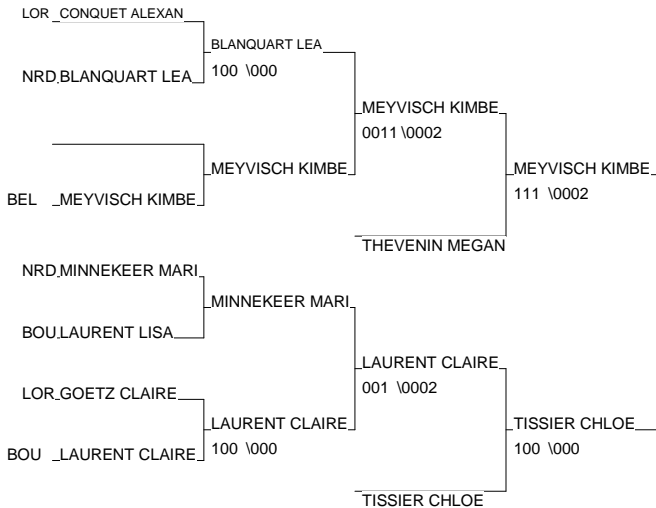 LOR CONQUET ALEXAN
BLANQUART LEA
100 \000
NRD BLANQUART LEA
MEYVISCH KIMBE
0011 \0002
MEYVISCH KIMBE
MEYVISCH KIMBE
111 \0002
BEL MEYVISCH KIMBE
THEVENIN MEGAN
NRD MINNEKEER MARI
MINNEKEER MARI
BOU LAURENT LISA
LAURENT CLAIRE
001 \0002
LOR GOETZ CLAIRE
LAURENT CLAIRE
100 \000
TISSIER CHLOE
100 \000
BOU LAURENT CLAIRE
TISSIER CHLOE